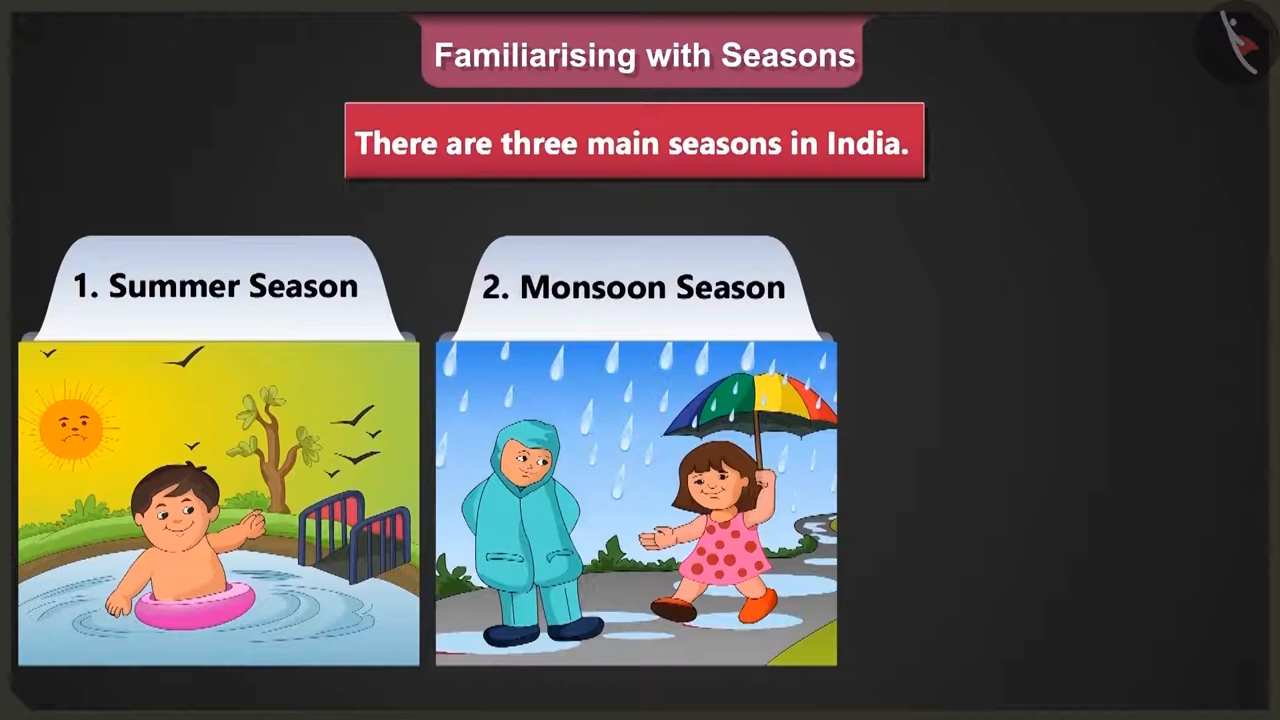 Familiarising with Seasons
There are three main seasons in India.
1. Summer Season
2. Monsoon Season